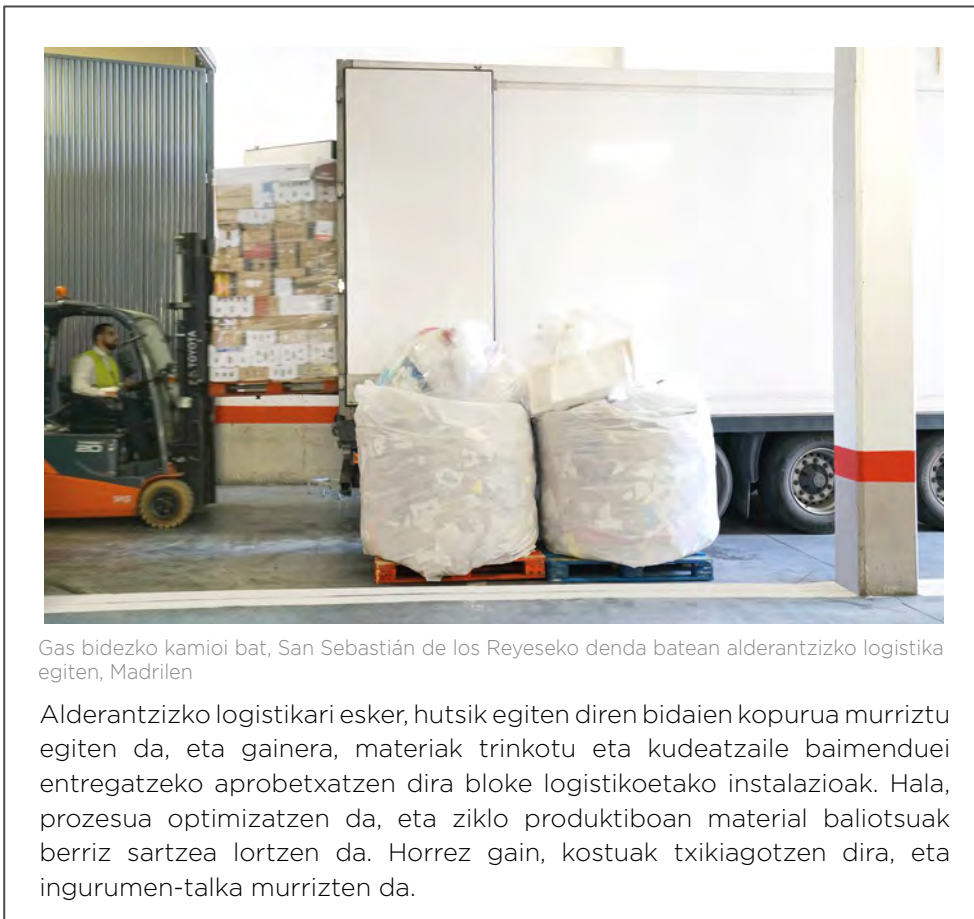 TOYOTA
Gas bidezko kamioi bat, San Sebastián de los Reyeseko denda batean alderantzizko logistika
egiten, Madrilen
Alderantzizko logistikari esker, hutsik egiten diren bidaien kopurua murriztu
egiten da, eta gainera, materiak trinkotu eta kudeatzaile baimenduei
entregatzeko aprobetxatzen dira bloke logistikoetako instalazioak. Hala,
prozesua optimizatzen da, eta ziklo produktiboan material baliotsuak
berriz sartzea lortzen da. Horrez gain, kostuak txikiagotzen dira, eta
ingurumen-talka murrizten da.